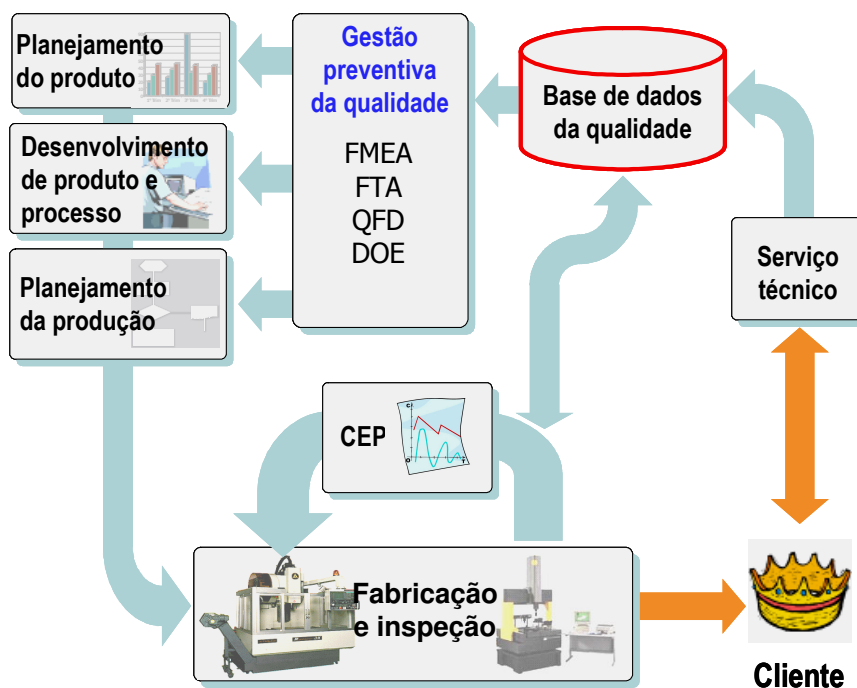 Planejamento
do produto
Desenvolvimento
de produto e
processo
Planejamento
da produção
Gestão
preventiva
da qualidade
FMEA
FTA
QFD
DOE
Base de dados
da qualidade
Serviço
técnico
CEP
Fabricação
e inspeção
Cliente